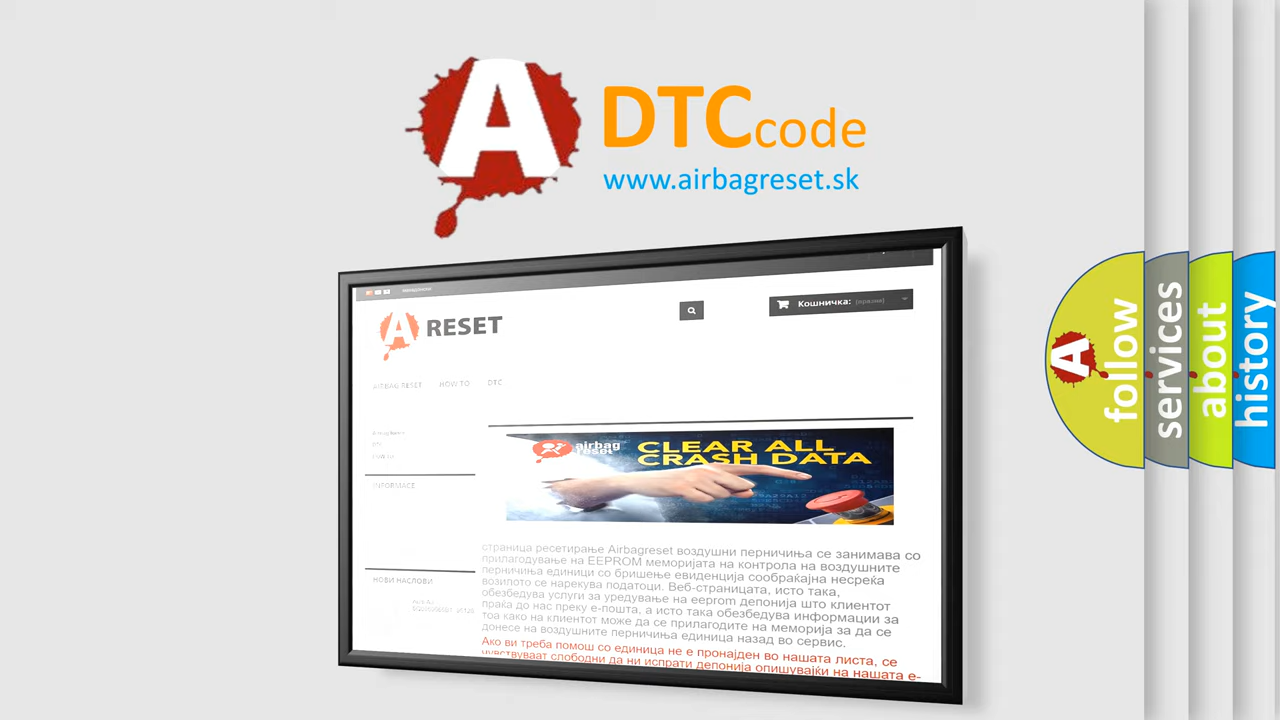 A
DTCcode
www.airbagreset.sk
A RESET
Кошничка: (празни)
AIRBAG RESET HOW TO DTC
INFORMACE
airbag
reset
CLEAR ALL
CRASH DATA
страница ресетирање Airbagreset воздушни перничиња се занимава со
прилагодување на EEPROM меморијата на контрола на воздушните
перничиња единици со бришење евиденција сообраќајна несреќа
возилото се нарекува податоци. Веб-страницата, исто така,
обезбедува услуги за уредување на eeprom депонија што клиентот
праќа до нас преку е-пошта, а исто така обезбедува информации за
тоа како на клиентот може да се прилагодите на меморија за да се
донесе на воздушните перничиња единица назад во сервис.
Ако ви треба помош со единица не е пронајден во нашата листа, се
чувствуваат слободни да ни испрати депонија опишувајќи на нашата е-
НОВИ НАСЛОВИ
A
follow
services
about
history